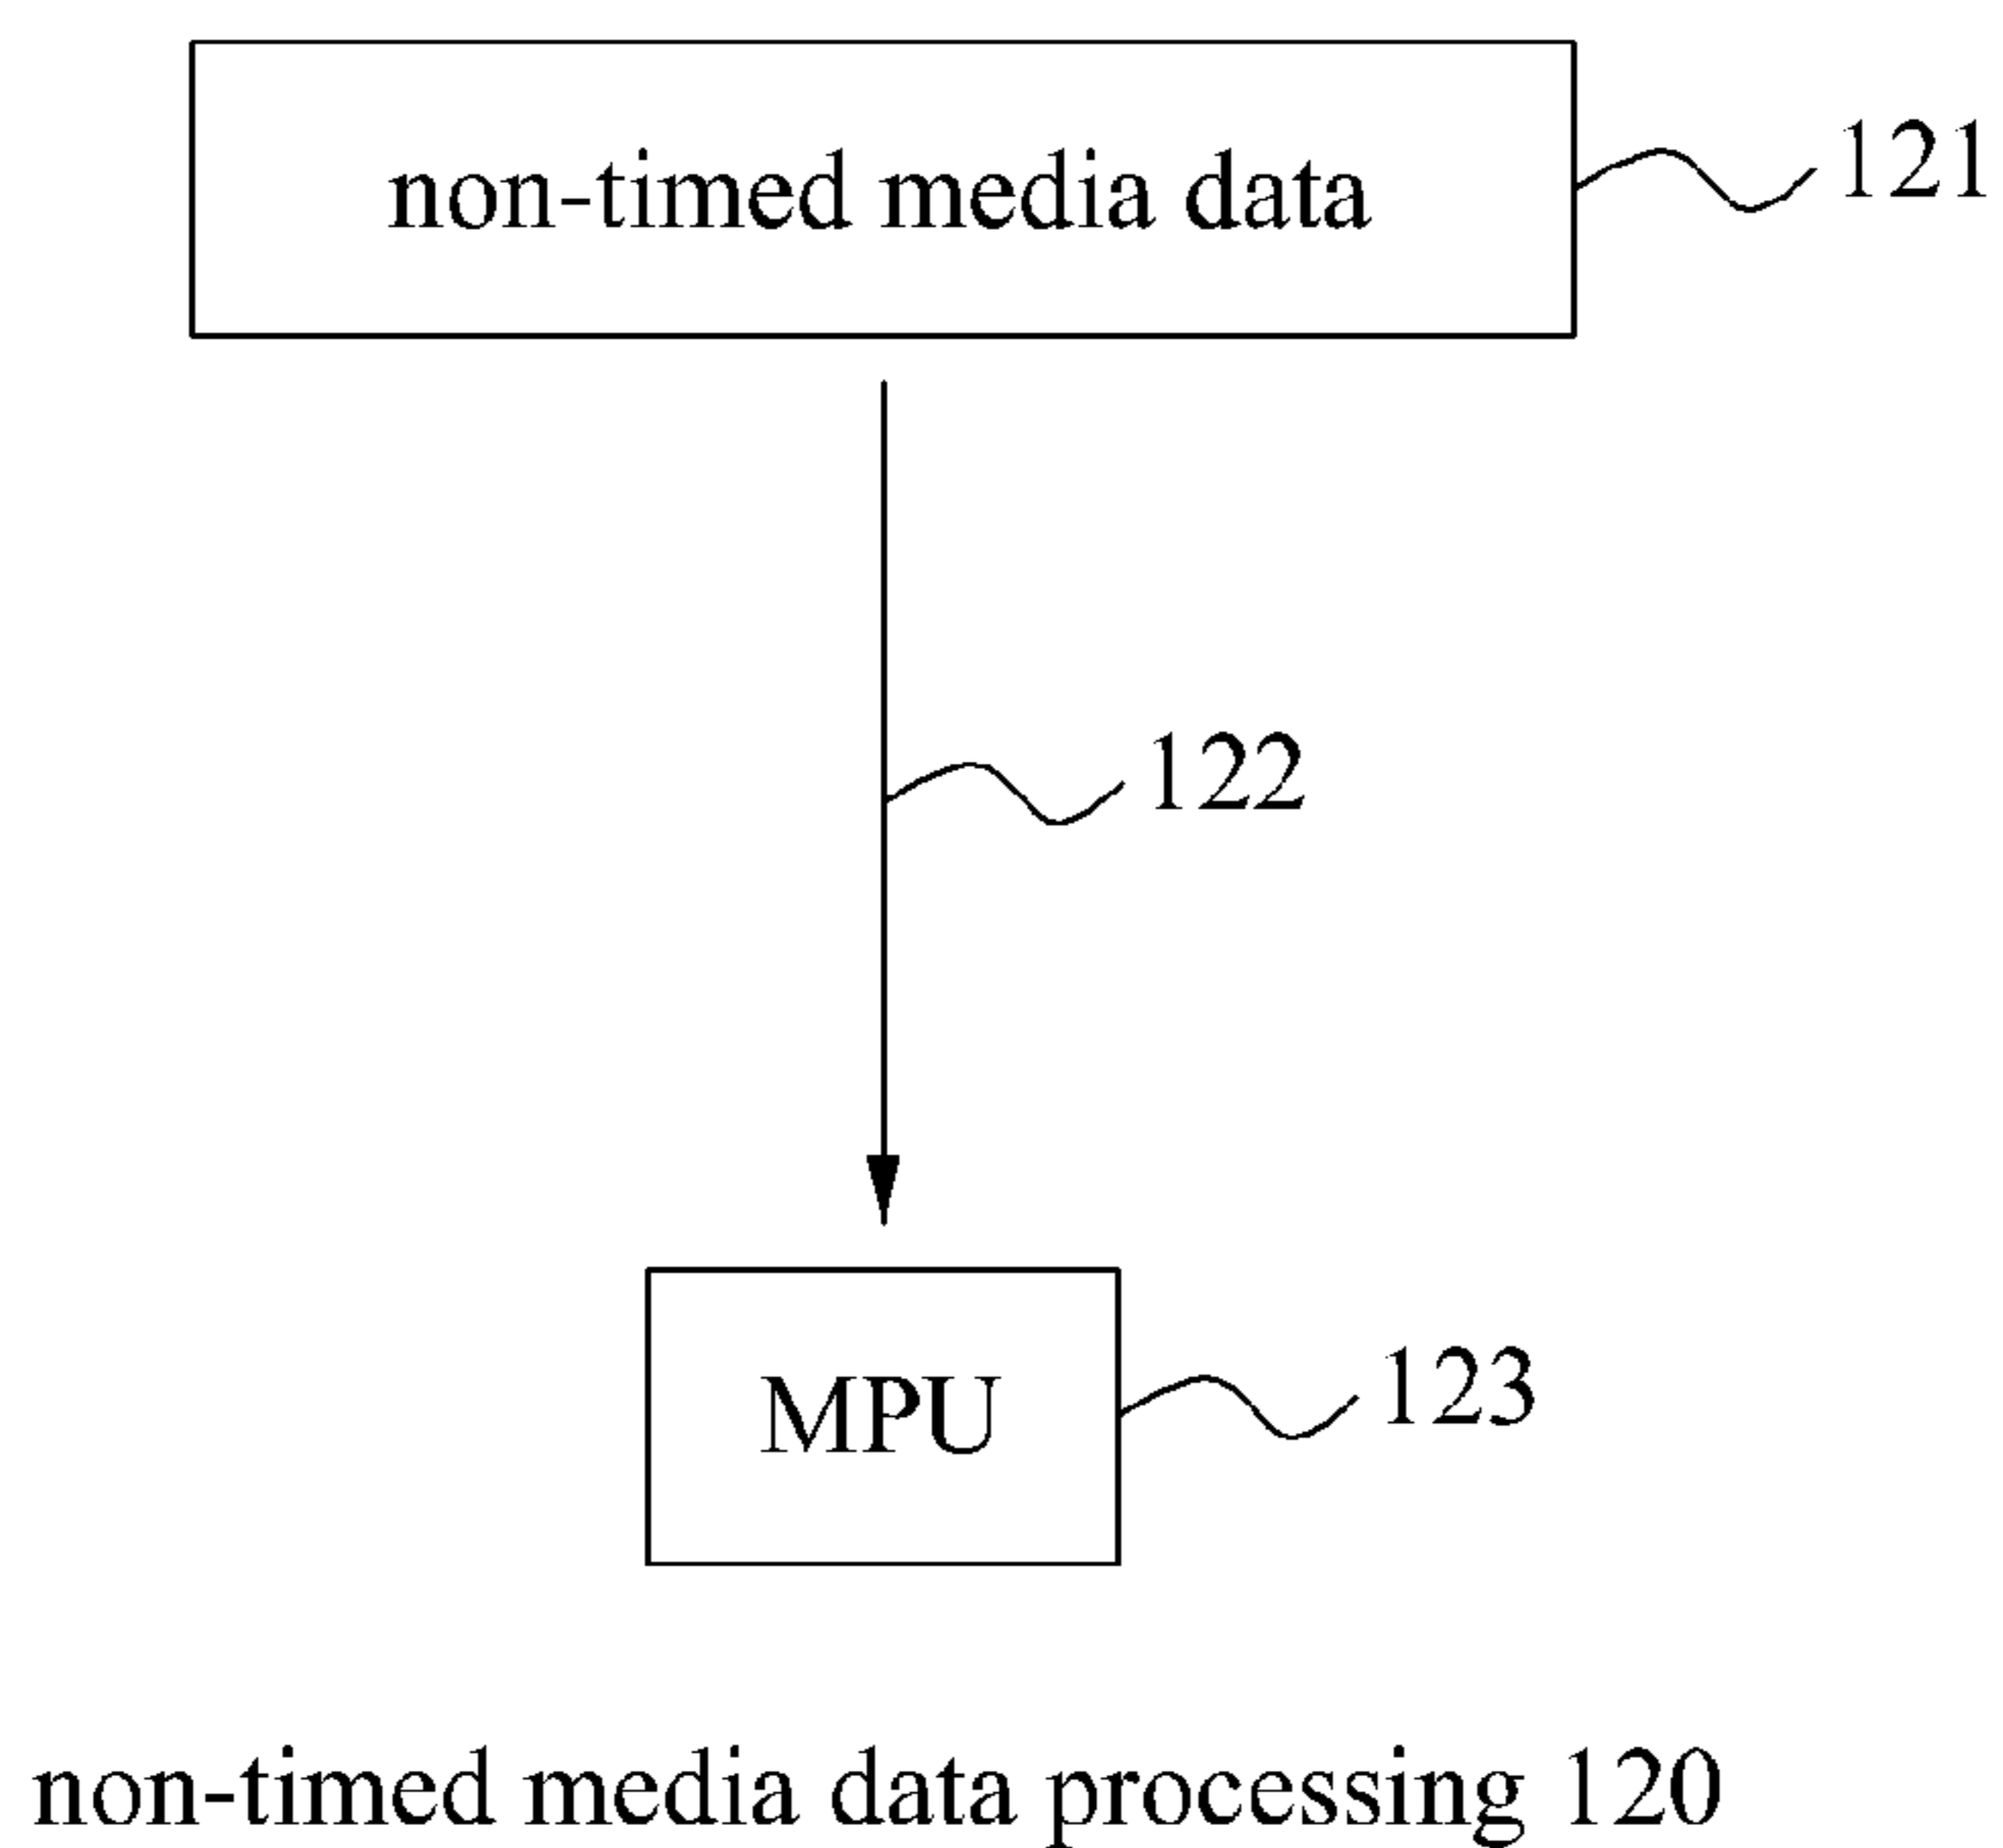 non-timed media data
121
122
MPU
123
non-timed media data processing 120